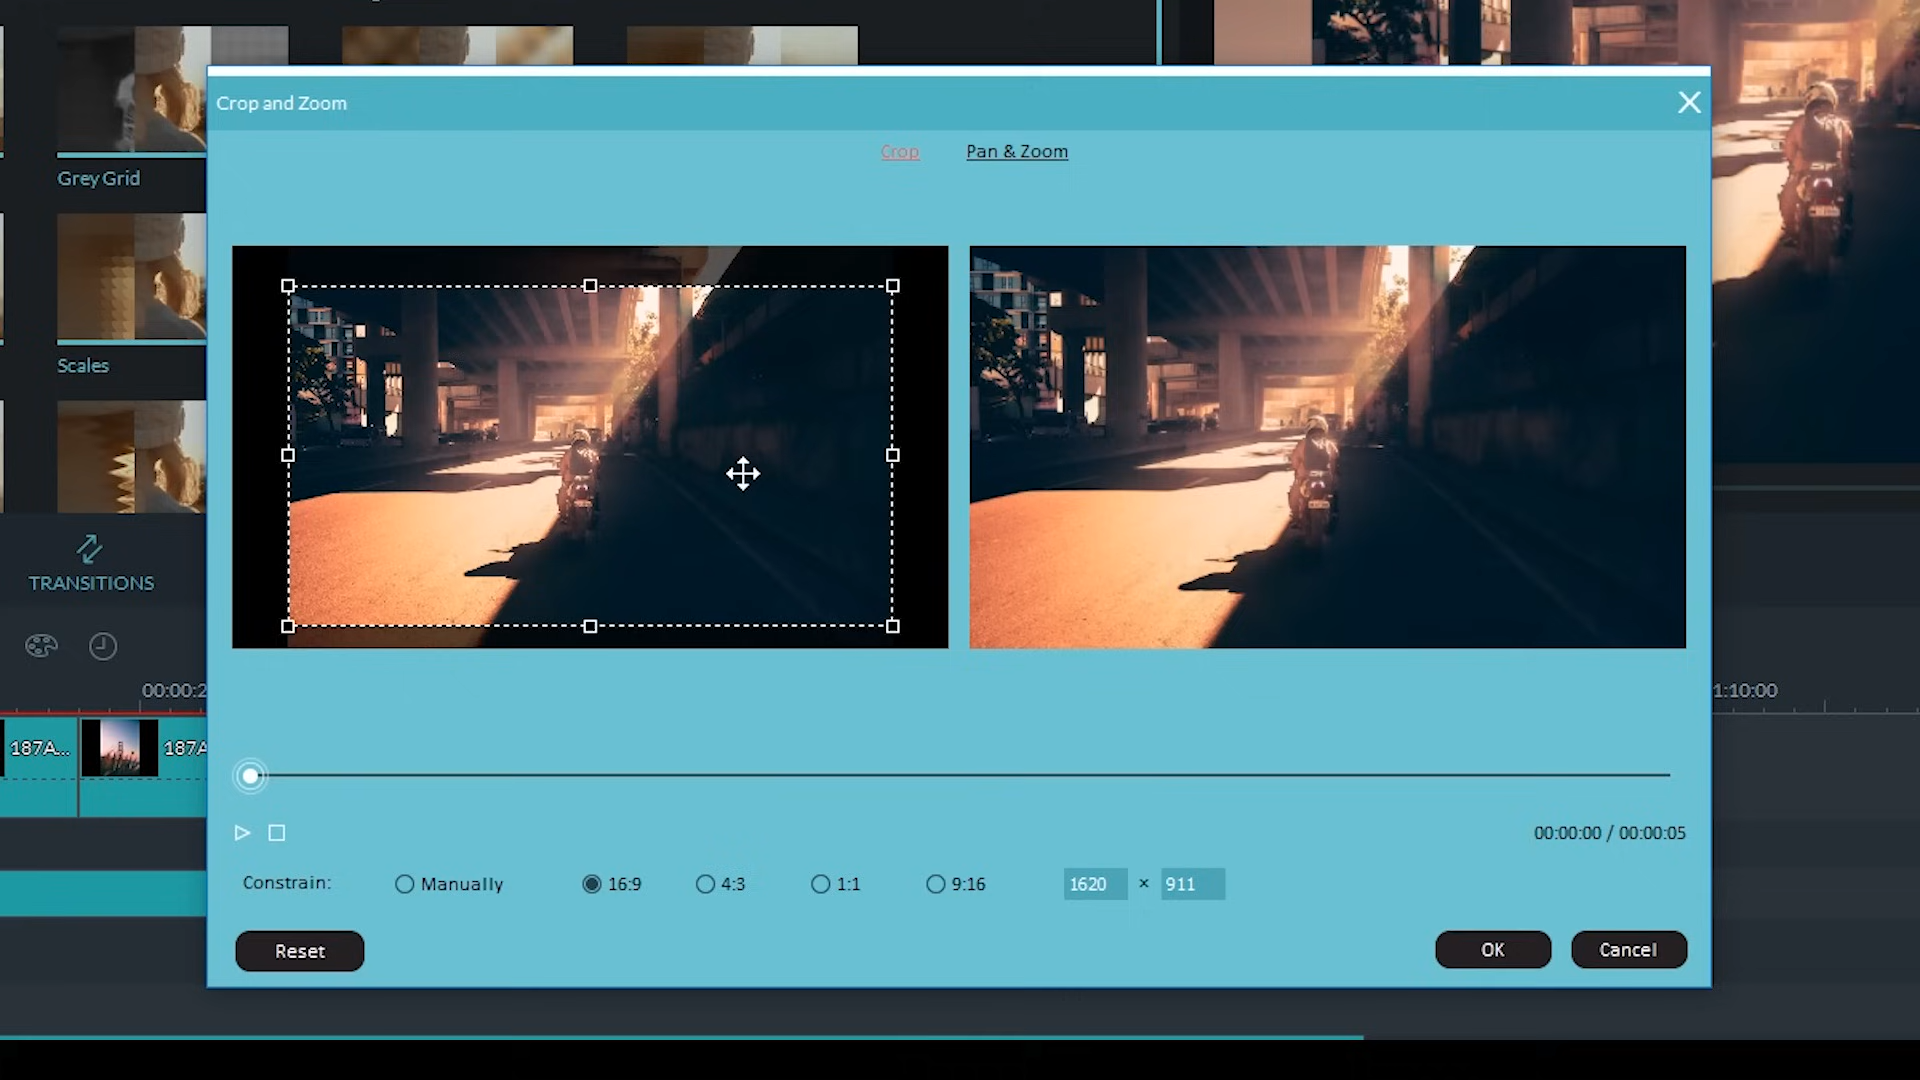 Crop and Zoom
Crop Pan & Zoom
Grey Grid
Scales
TRANSITIONS
00:00:2
1:10:00
187A... 187A
00:00:00 / 00:00:05
Constrain: Manually 16:9 4:3 1:1 9:16 1620 × 911
Reset OK Cancel